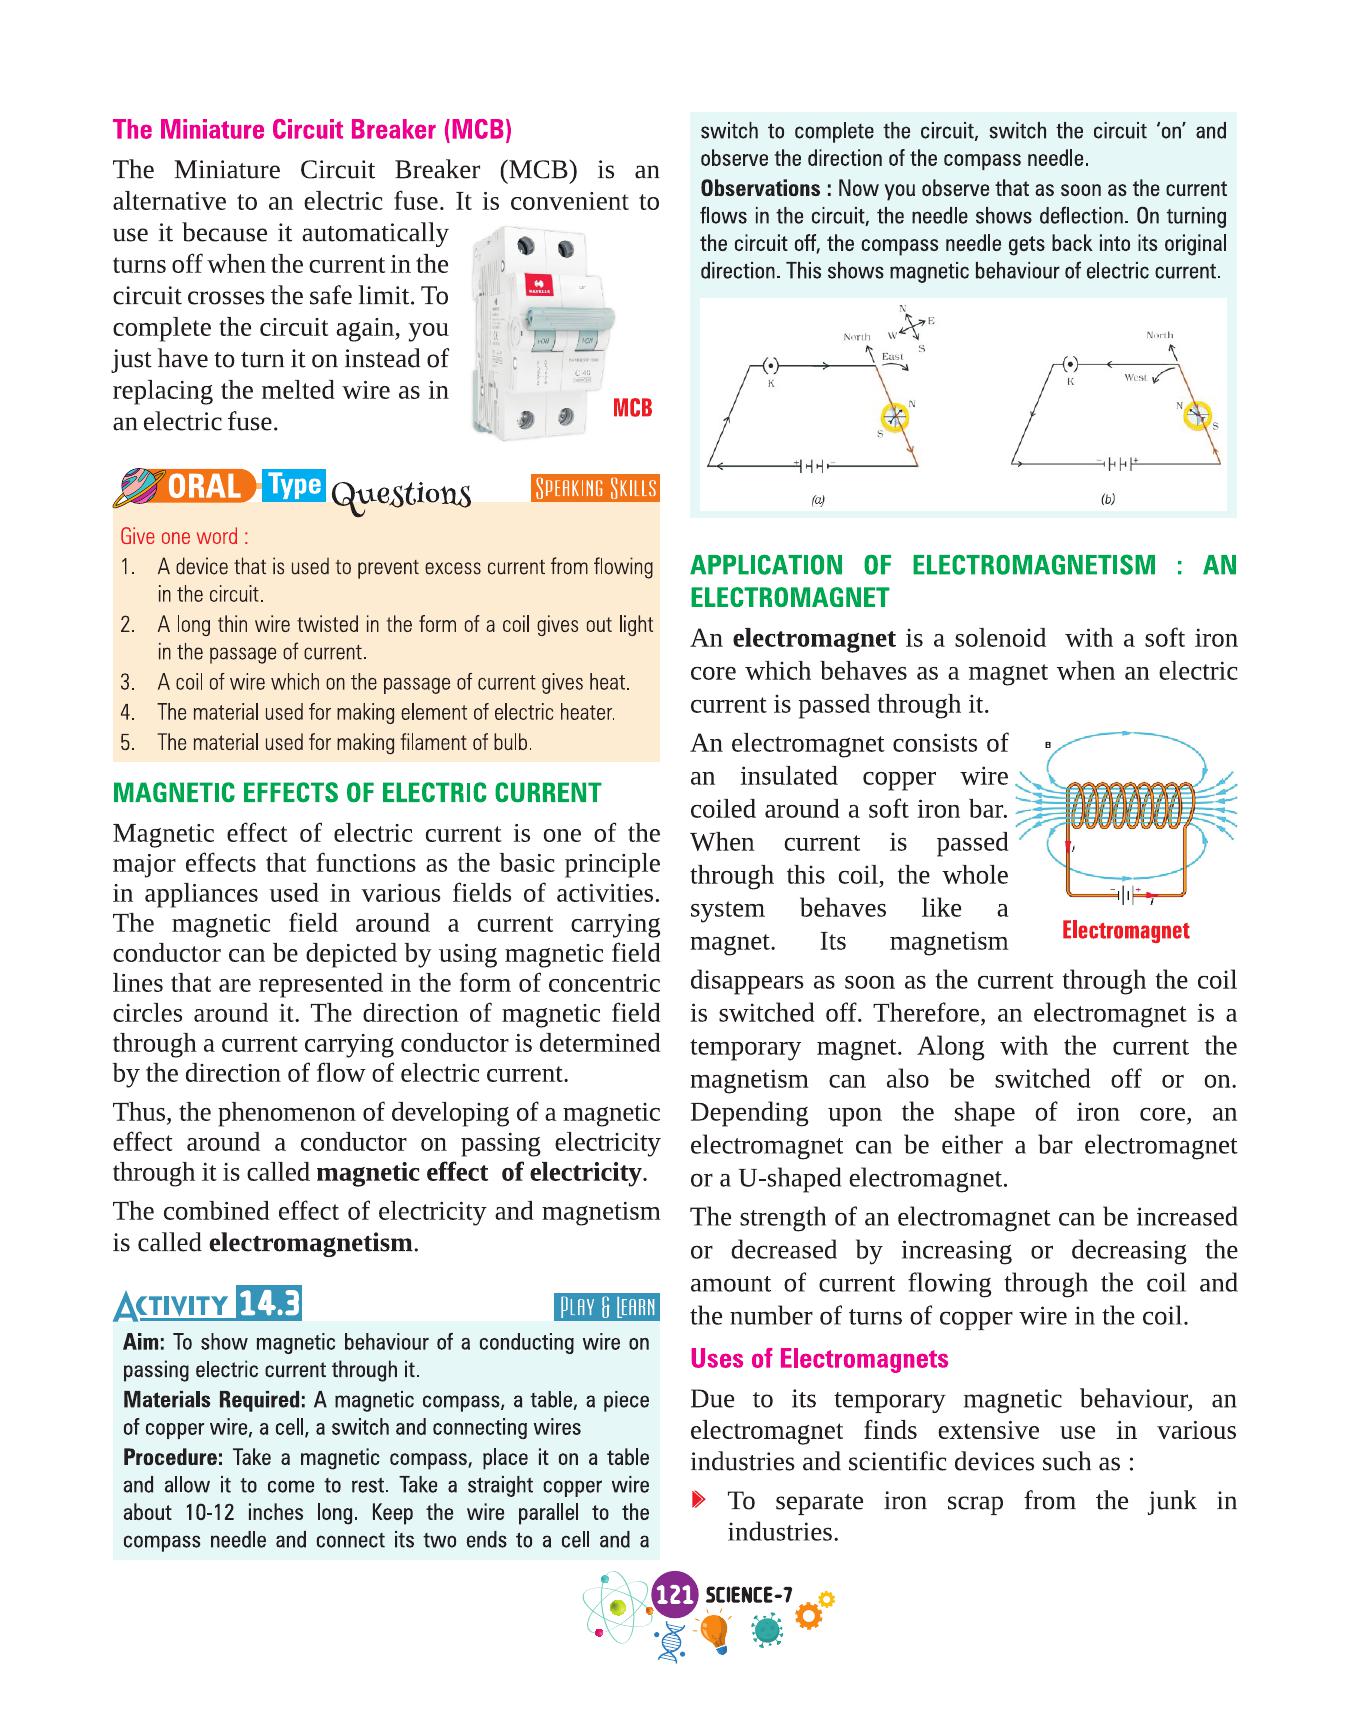 The Miniature Circuit Breaker (MCB)
The Miniature Circuit Breaker (MCB) is an
alternative to an electric fuse. It is convenient to
use it because it automatically
turns off when the current in the
circuit crosses the safe limit. To
complete the circuit again, you
just have to turn it on instead of
replacing the melted wire as in
an electric fuse.
HAVELLS
C 40
MCB
ORAL Type Questions
SPEAKING SKILLS
Give one word :
1. A device that is used to prevent excess current from flowing
in the circuit.
2. A long thin wire twisted in the form of a coil gives out light
in the passage of current.
3. A coil of wire which on the passage of current gives heat.
4. The material used for making element of electric heater.
5. The material used for making filament of bulb.
MAGNETIC EFFECTS OF ELECTRIC CURRENT
Magnetic effect of electric current is one of the
major effects that functions as the basic principle
in appliances used in various fields of activities.
The magnetic field around a current carrying
conductor can be depicted by using magnetic field
lines that are represented in the form of concentric
circles around it. The direction of magnetic field
through a current carrying conductor is determined
by the direction of flow of electric current.
Thus, the phenomenon of developing of a magnetic
effect around a conductor on passing electricity
through it is called magnetic effect of electricity.
The combined effect of electricity and magnetism
is called electromagnetism.
ACTIVITY 14.3
PLAY & LEARN
Aim: To show magnetic behaviour of a conducting wire on
passing electric current through it.
Materials Required: A magnetic compass, a table, a piece
of copper wire, a cell, a switch and connecting wires
Procedure: Take a magnetic compass, place it on a table
and allow it to come to rest. Take a straight copper wire
about 10-12 inches long. Keep the wire parallel to the
compass needle and connect its two ends to a cell and a
switch to complete the circuit, switch the circuit ‘on’ and
observe the direction of the compass needle.
Observations : Now you observe that as soon as the current
flows in the circuit, the needle shows deflection. On turning
the circuit off, the compass needle gets back into its original
direction. This shows magnetic behaviour of electric current.
N
E
W
S
North
East
K
N
S
+ −
(a)
North
West
K
N
S
− +
(b)
APPLICATION OF ELECTROMAGNETISM : AN
ELECTROMAGNET
An electromagnet is a solenoid with a soft iron
core which behaves as a magnet when an electric
current is passed through it.
An electromagnet consists of
an insulated copper wire
coiled around a soft iron bar.
When current is passed
through this coil, the whole
system behaves like a
magnet. Its magnetism
B
I
− +
I
Electromagnet
disappears as soon as the current through the coil
is switched off. Therefore, an electromagnet is a
temporary magnet. Along with the current the
magnetism can also be switched off or on.
Depending upon the shape of iron core, an
electromagnet can be either a bar electromagnet
or a U-shaped electromagnet.
The strength of an electromagnet can be increased
or decreased by increasing or decreasing the
amount of current flowing through the coil and
the number of turns of copper wire in the coil.
Uses of Electromagnets
Due to its temporary magnetic behaviour, an
electromagnet finds extensive use in various
industries and scientific devices such as :
To separate iron scrap from the junk in
industries.
121 SCIENCE-7